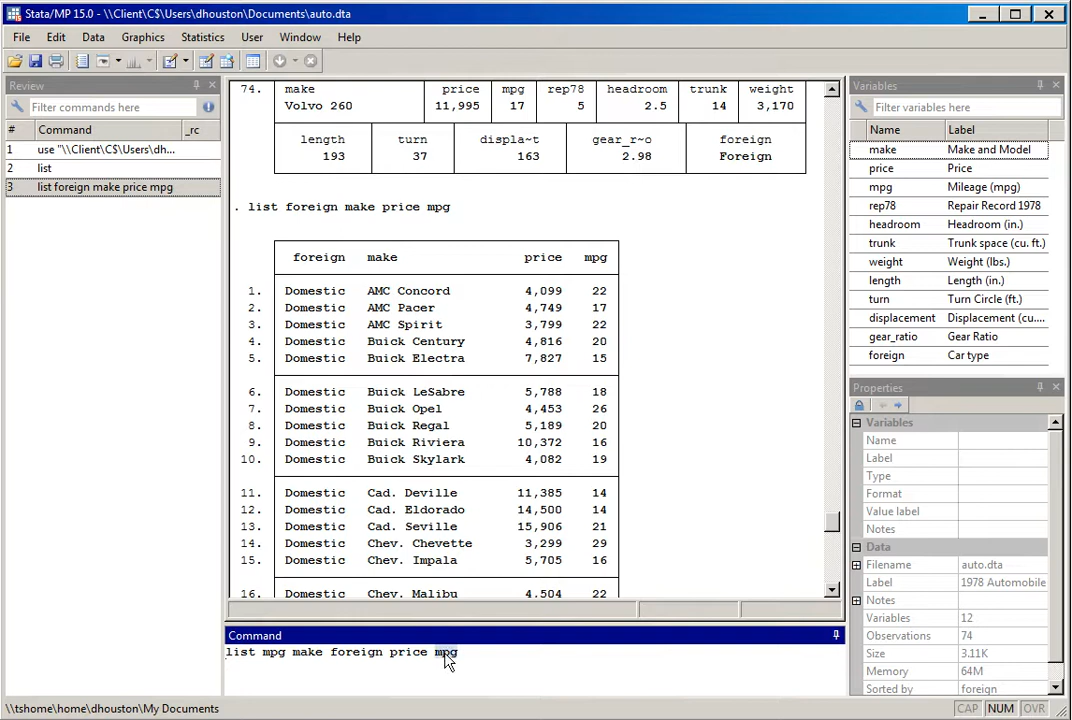 Stata/MP 15.0 - \\Client\C$\Users\dhouston\Documents\auto.dta
File Edit Data Graphics Statistics User Window Help
Review
Filter commands here
# Command _rc
1 use "\\Client\C$\Users\dh...
2 list
3 list foreign make price mpg
74. make price mpg rep78 headroom trunk weight
Volvo 260 11,995 17 5 2.5 14 3,170
length turn displa~t gear_r~o foreign
193 37 163 2.98 Foreign
. list foreign make price mpg
foreign make price mpg
1. Domestic AMC Concord 4,099 22
2. Domestic AMC Pacer 4,749 17
3. Domestic AMC Spirit 3,799 22
4. Domestic Buick Century 4,816 20
5. Domestic Buick Electra 7,827 15
6. Domestic Buick LeSabre 5,788 18
7. Domestic Buick Opel 4,453 26
8. Domestic Buick Regal 5,189 20
9. Domestic Buick Riviera 10,372 16
10. Domestic Buick Skylark 4,082 19
11. Domestic Cad. Deville 11,385 14
12. Domestic Cad. Eldorado 14,500 14
13. Domestic Cad. Seville 15,906 21
14. Domestic Chev. Chevette 3,299 29
15. Domestic Chev. Impala 5,705 16
16. Domestic Chev. Malibu 4,504 22
Command
list mpg make foreign price mpg
Variables
Filter variables here
Name Label
make Make and Model
price Price
mpg Mileage (mpg)
rep78 Repair Record 1978
headroom Headroom (in.)
trunk Trunk space (cu. ft.)
weight Weight (lbs.)
length Length (in.)
turn Turn Circle (ft.)
displacement Displacement (cu....
gear_ratio Gear Ratio
foreign Car type
Properties
Variables
Name
Label
Type
Format
Value label
Notes
Data
Filename auto.dta
Label 1978 Automobile
Notes
Variables 12
Observations 74
Size 3.11K
Memory 64M
Sorted by foreign
\\tshome\home\dhouston\My Documents
CAP NUM OVR